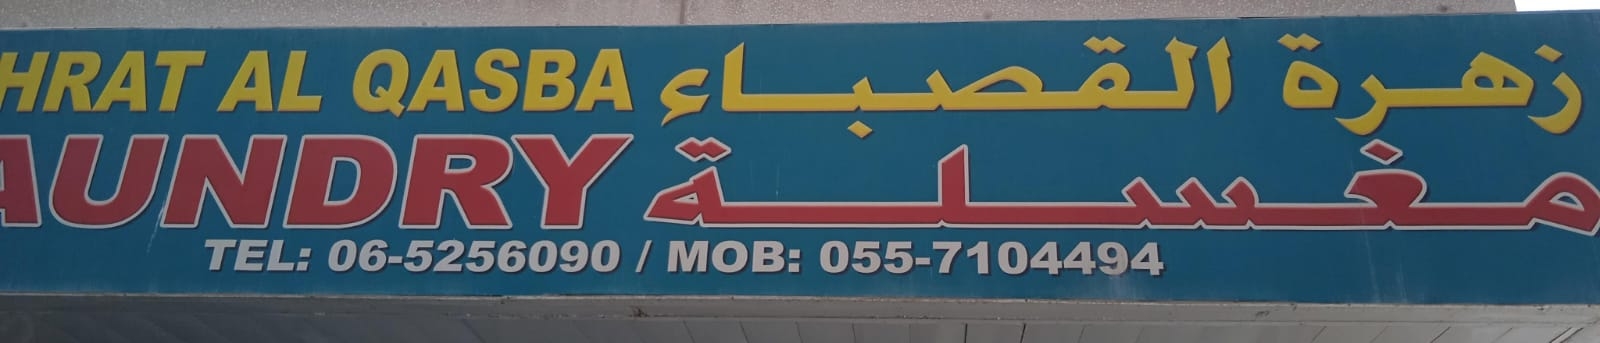 HRAT AL QASBA زهرة القصباء
AUNDRY مغسلة
TEL: 06-5256090 / MOB: 055-7104494